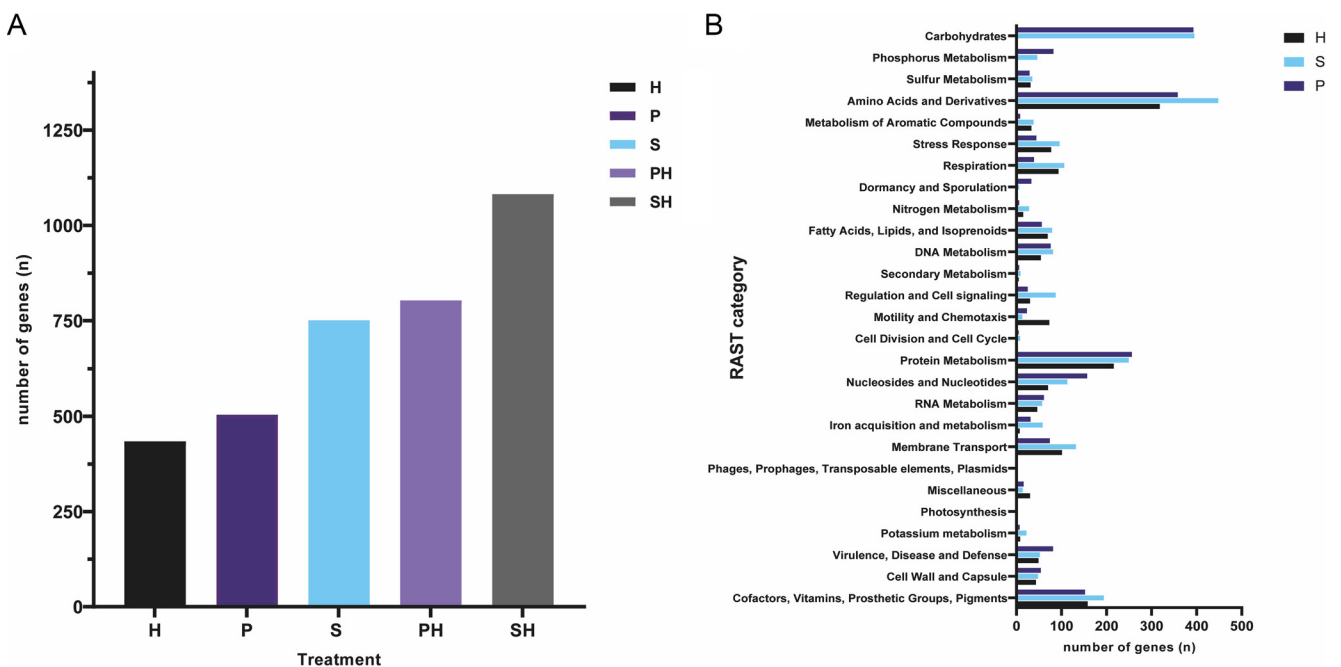 A
number of genes (n)
1250
1000
750
500
250
0
H
P
S
PH
SH
Treatment
H
P
S
PH
SH
B
RAST category
Carbohydrates
Phosphorus Metabolism
Sulfur Metabolism
Amino Acids and Derivatives
Metabolism of Aromatic Compounds
Stress Response
Respiration
Dormancy and Sporulation
Nitrogen Metabolism
Fatty Acids, Lipids, and Isoprenoids
DNA Metabolism
Secondary Metabolism
Regulation and Cell signaling
Motility and Chemotaxis
Cell Division and Cell Cycle
Protein Metabolism
Nucleosides and Nucleotides
RNA Metabolism
Iron acquisition and metabolism
Membrane Transport
Phages, Prophages, Transposable elements, Plasmids
Miscellaneous
Photosynthesis
Potassium metabolism
Virulence, Disease and Defense
Cell Wall and Capsule
Cofactors, Vitamins, Prosthetic Groups, Pigments
0 100 200 300 400 500
number of genes (n)
H
S
P